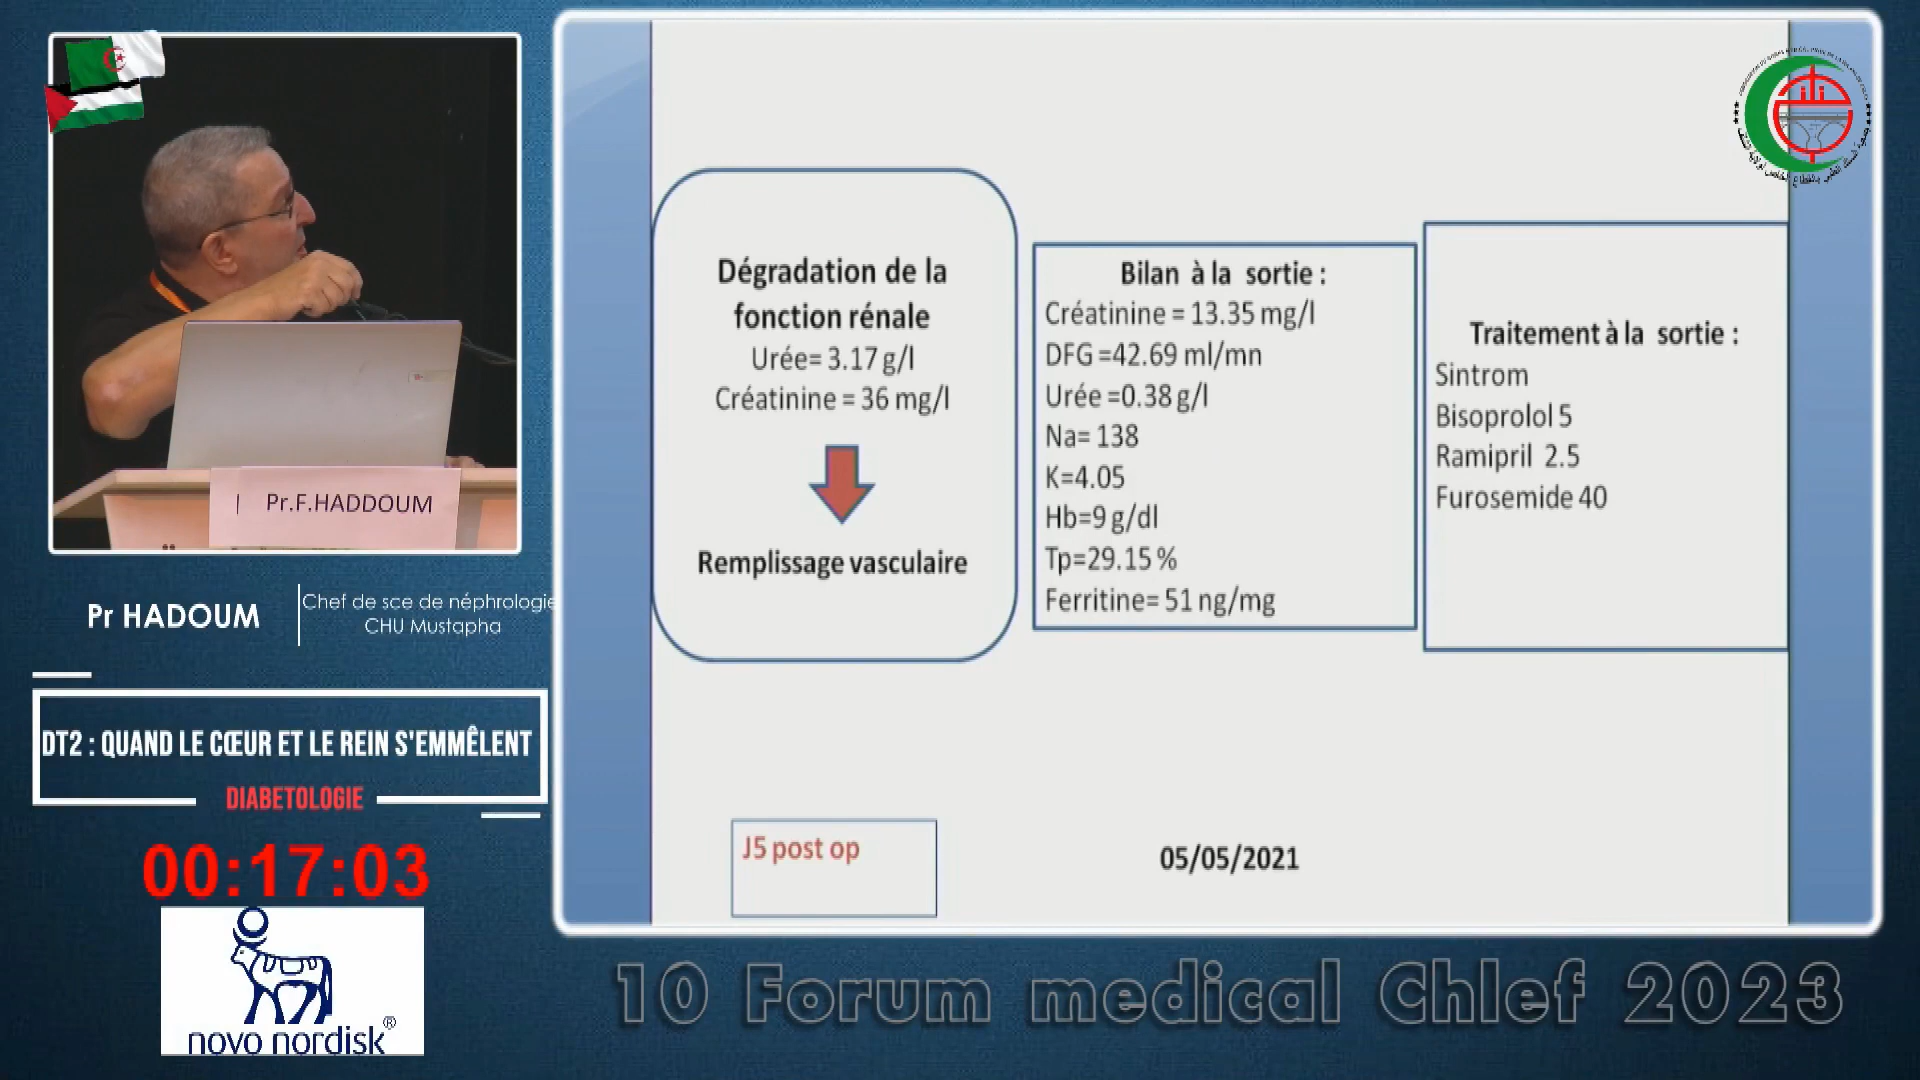 Pr.F.HADDOUM
Pr HADOUM
Chef de sce de néphrologie
CHU Mustapha
DT2 : QUAND LE CŒUR ET LE REIN S'EMMÊLENT
DIABETOLOGIE
00:17:03
novo nordisk®
Dégradation de la
fonction rénale
Urée= 3.17 g/l
Créatinine = 36 mg/l
Remplissage vasculaire
Bilan à la sortie :
Créatinine = 13.35 mg/l
DFG =42.69 ml/mn
Urée =0.38 g/l
Na= 138
K=4.05
Hb=9 g/dl
Tp=29.15 %
Ferritine= 51 ng/mg
Traitement à la sortie :
Sintrom
Bisoprolol 5
Ramipril 2.5
Furosemide 40
J5 post op
05/05/2021
10 Forum medical Chlef 2023